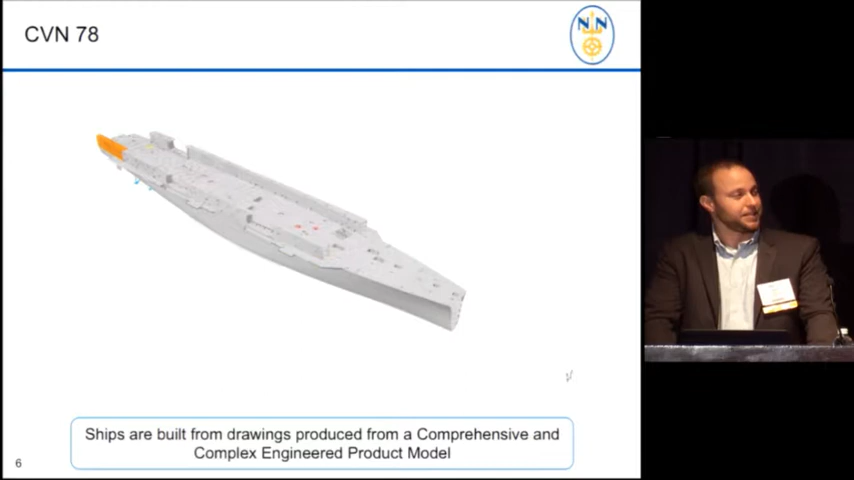 CVN 78
N N
Ships are built from drawings produced from a Comprehensive and
Complex Engineered Product Model
6